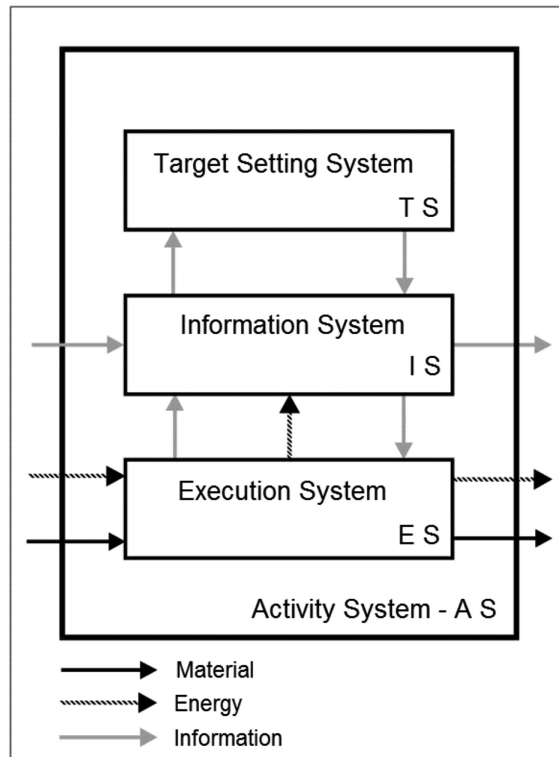 Target Setting System
T S
Information System
I S
Execution System
E S
Activity System - A S
Material
Energy
Information